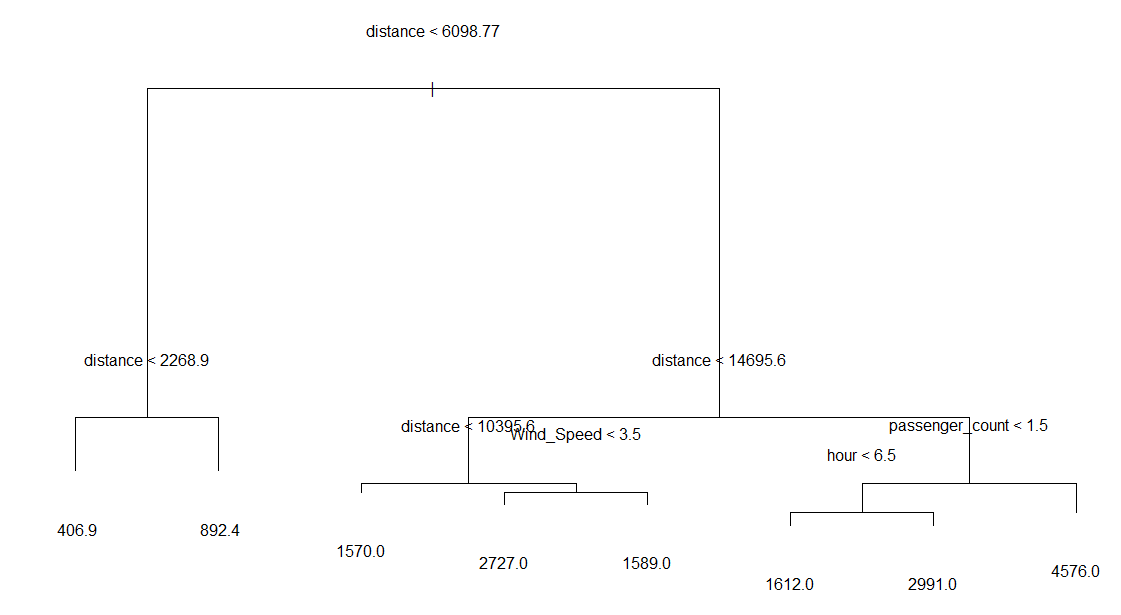 distance < 6098.77
distance < 2268.9
distance < 14695.6
distance < 10395.6
Wind_Speed < 3.5
passenger_count < 1.5
hour < 6.5
406.9
892.4
1570.0
2727.0
1589.0
1612.0
2991.0
4576.0